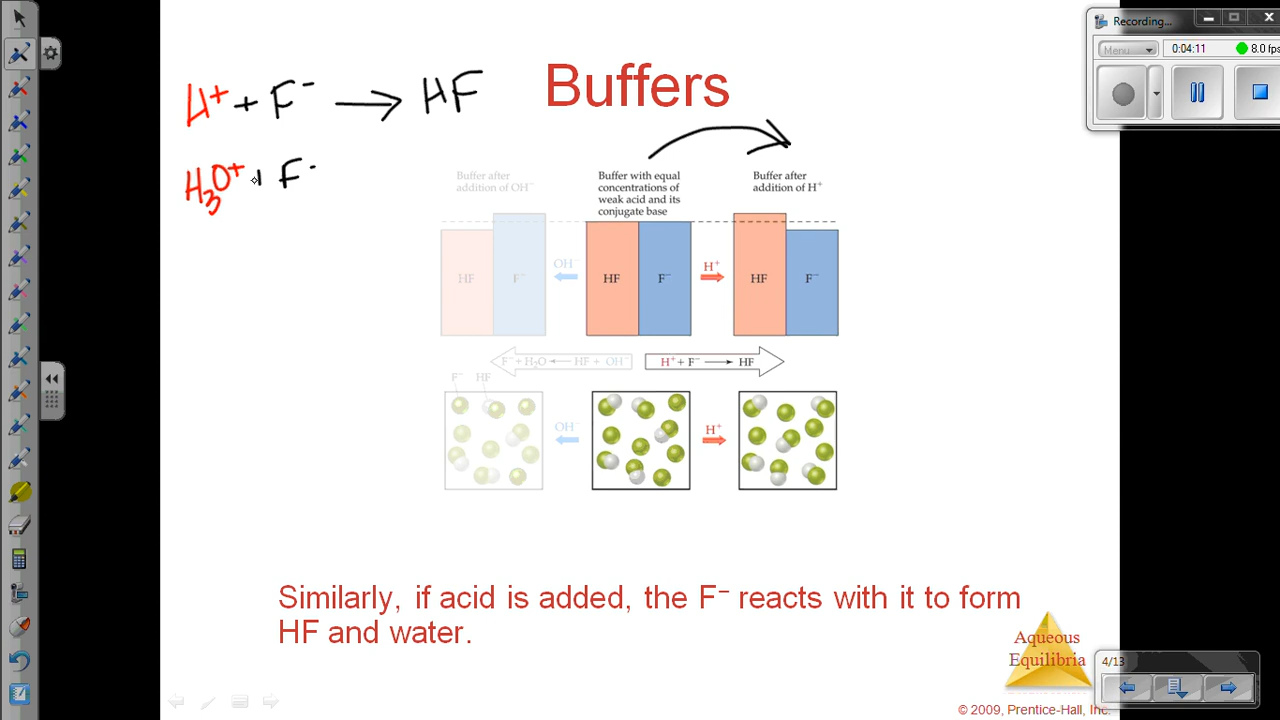 Recording...
Menu
0:04:11
8.0 fps
Buffers
H⁺ + F⁻ → HF
H₃O⁺ + F⁻
Buffer after
addition of OH⁻
Buffer with equal
concentrations of
weak acid and its
conjugate base
Buffer after
addition of H⁺
HF F⁻ OH⁻ HF F⁻ H⁺ HF F⁻
F⁻ + H₂O ← HF + OH⁻
H⁺ + F⁻ → HF
F⁻ HF
OH⁻ H⁺
Similarly, if acid is added, the F⁻ reacts with it to form
HF and water.
Aqueous
Equilibria
4/13
© 2009, Prentice-Hall, Inc.